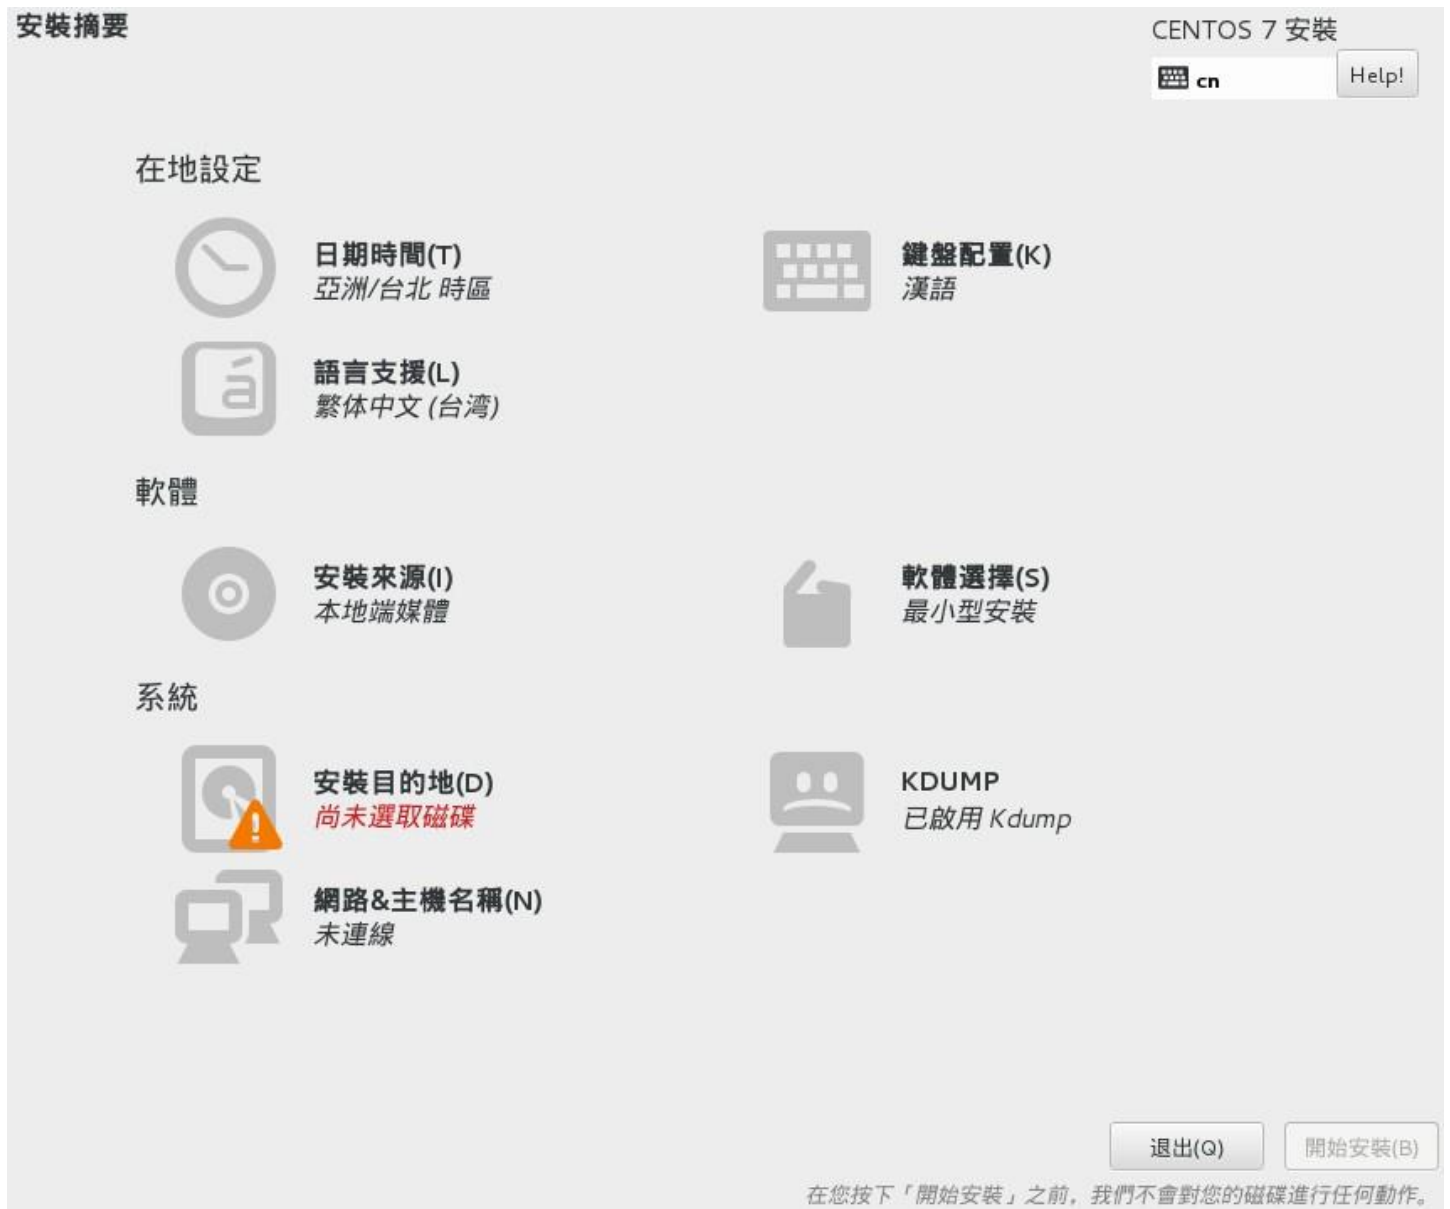 安裝摘要
CENTOS 7 安裝
cn
Help!
在地設定
日期時間(T)
亞洲/台北 時區
鍵盤配置(K)
漢語
á
語言支援(L)
繁体中文 (台湾)
軟體
安裝來源(I)
本地端媒體
軟體選擇(S)
最小型安裝
系統
安裝目的地(D)
尚未選取磁碟
KDUMP
已啟用 Kdump
網路&主機名稱(N)
未連線
退出(Q)
開始安裝(B)
在您按下「開始安裝」之前，我們不會對您的磁碟進行任何動作。